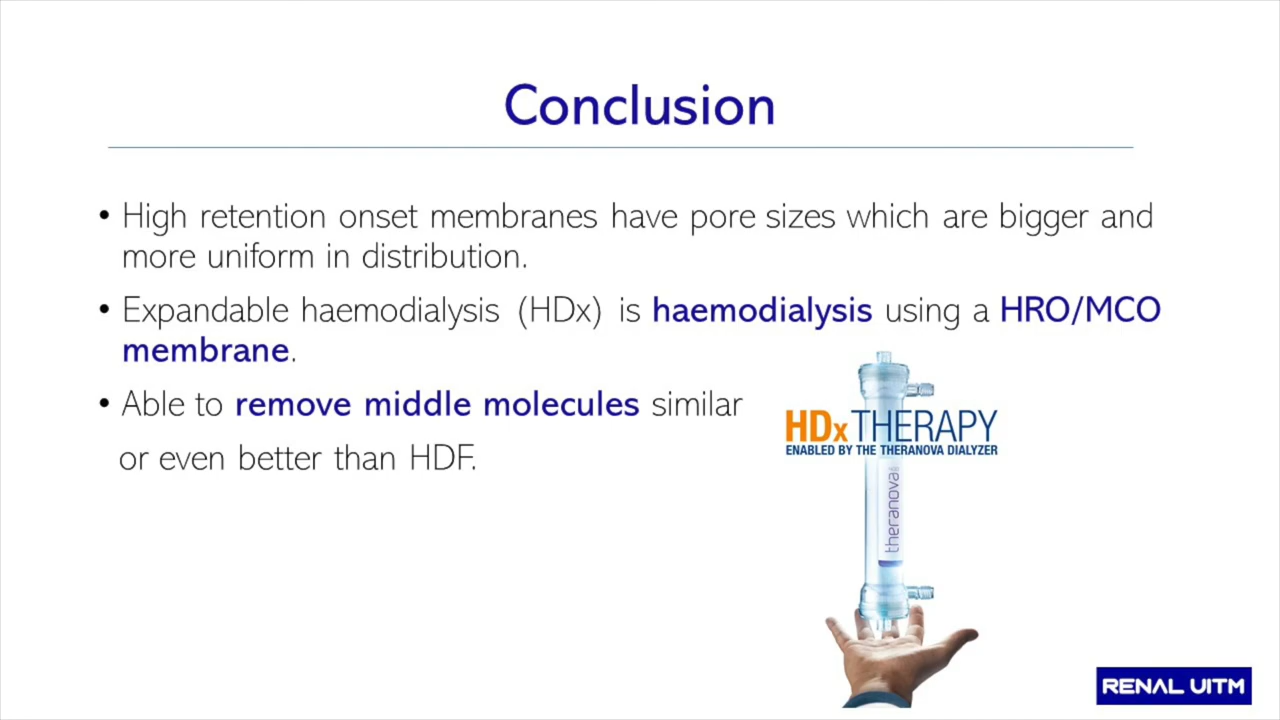 Conclusion
• High retention onset membranes have pore sizes which are bigger and
more uniform in distribution.
• Expandable haemodialysis (HDx) is haemodialysis using a HRO/MCO
membrane.
• Able to remove middle molecules similar
or even better than HDF.
HDxTHERAPY
ENABLED BY THE THERANOVA DIALYZER
theranova
RENAL UITM